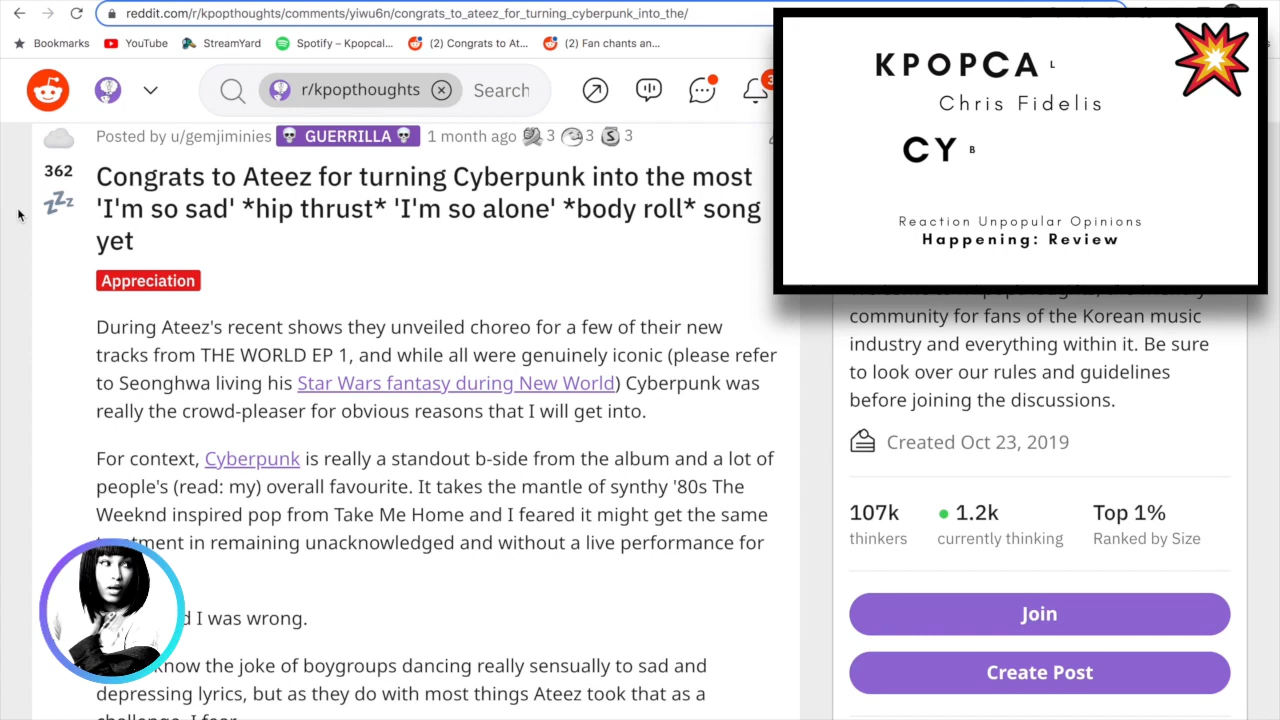 reddit.com/r/kpopthoughts/comments/yiwu6n/congrats_to_ateez_for_turning_cyberpunk_into_the/
Bookmarks YouTube StreamYard Spotify – Kpopcal... (2) Congrats to At... (2) Fan chants an...
r/kpopthoughts Search
3
Posted by u/gemjiminies GUERRILLA 1 month ago 3 3 3
362
Congrats to Ateez for turning Cyberpunk into the most
'I'm so sad' *hip thrust* 'I'm so alone' *body roll* song
yet
Appreciation
During Ateez's recent shows they unveiled choreo for a few of their new
tracks from THE WORLD EP 1, and while all were genuinely iconic (please refer
to Seonghwa living his Star Wars fantasy during New World) Cyberpunk was
really the crowd-pleaser for obvious reasons that I will get into.
For context, Cyberpunk is really a standout b-side from the album and a lot of
people's (read: my) overall favourite. It takes the mantle of synthy '80s The
Weeknd inspired pop from Take Me Home and I feared it might get the same
in remaining unacknowledged and without a live performance for
I was wrong.
know the joke of boygroups dancing really sensually to sad and
depressing lyrics, but as they do with most things Ateez took that as a
challenge, I fear
KPOPCA L
Chris Fidelis
CY B
Reaction Unpopular Opinions
Happening: Review
community for fans of the Korean music
industry and everything within it. Be sure
to look over our rules and guidelines
before joining the discussions.
Created Oct 23, 2019
107k 1.2k Top 1%
thinkers currently thinking Ranked by Size
Join
Create Post